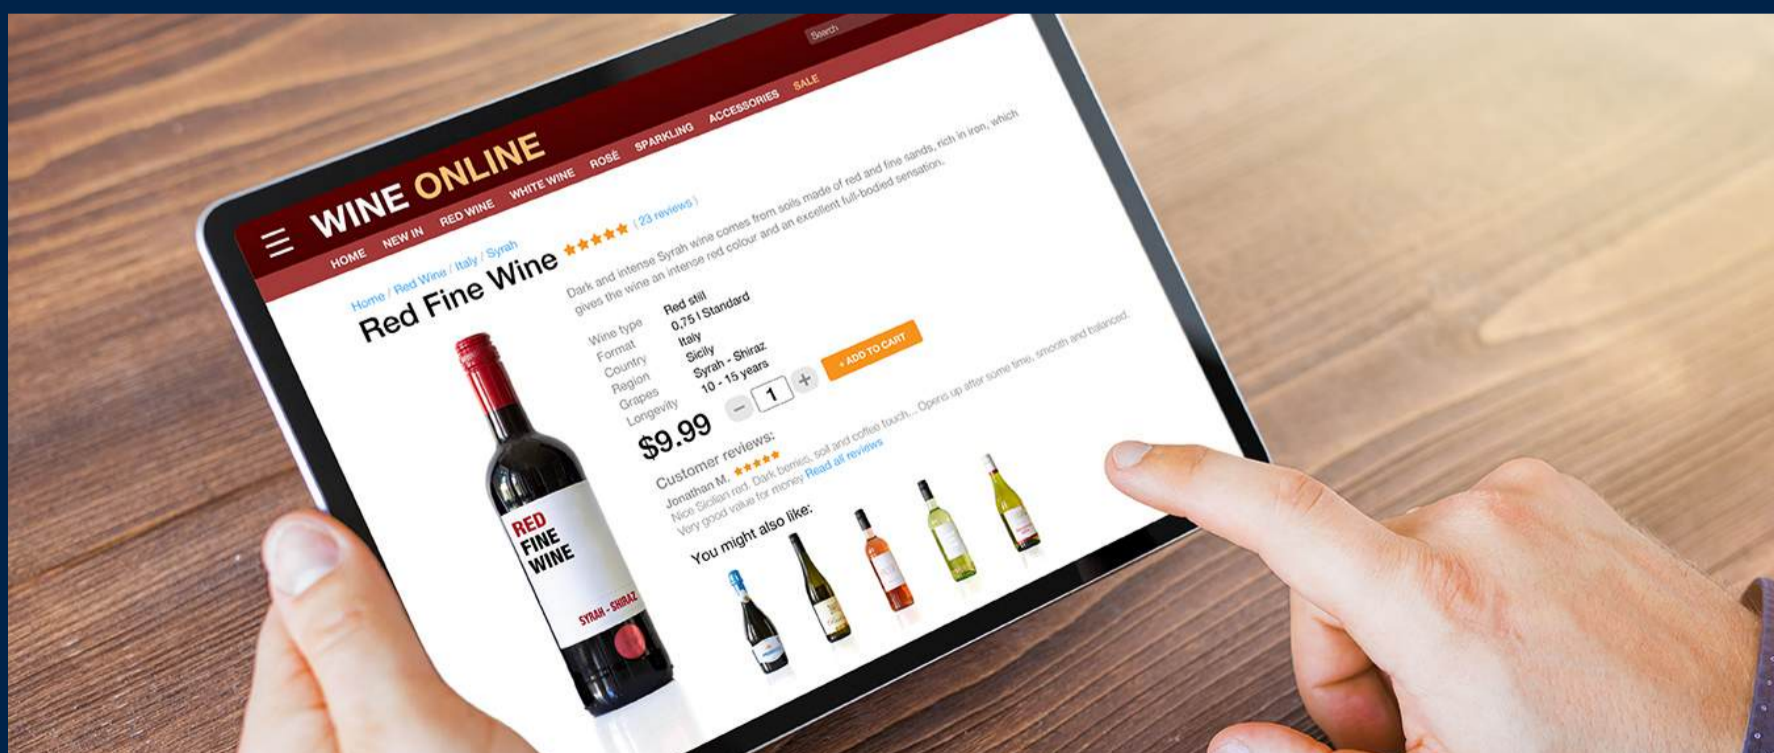 Search
WINE ONLINE
HOME NEW IN RED WINE WHITE WINE ROSÉ SPARKLING ACCESSORIES SALE
Home / Red Wine / Italy / Syrah
Red Fine Wine ( 23 reviews )
Dark and intense Syrah wine comes from soils made of red and fine sands, rich in iron, which
gives the wine an intense red colour and an excellent full-bodied sensation.
Wine type Red still
Format 0,75 l Standard
Country Italy
Region Sicily
Grapes Syrah - Shiraz
Longevity 10 - 15 years
$9.99 − 1 + + ADD TO CART
Customer reviews:
Jonathan M.
Nice Sicilian red. Dark berries, soil and coffee touch... Opens up after some time, smooth and balanced.
Very good value for money Read all reviews
You might also like:
RED
FINE
WINE
SYRAH - SHIRAZ